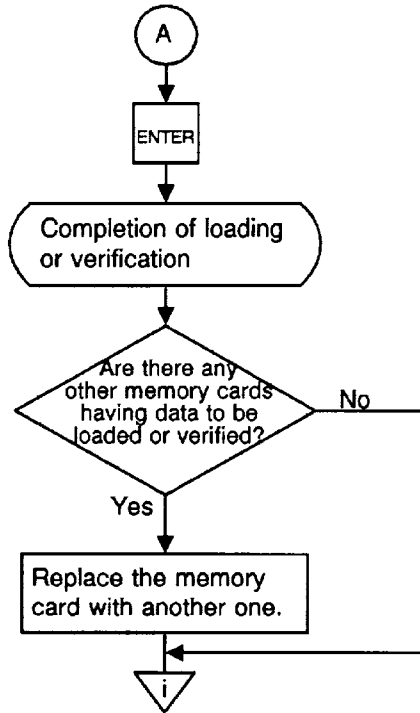 A
ENTER
Completion of loading
or verification
Are there any
other memory cards
having data to be
loaded or verified?
No
Yes
Replace the memory
card with another one.
i